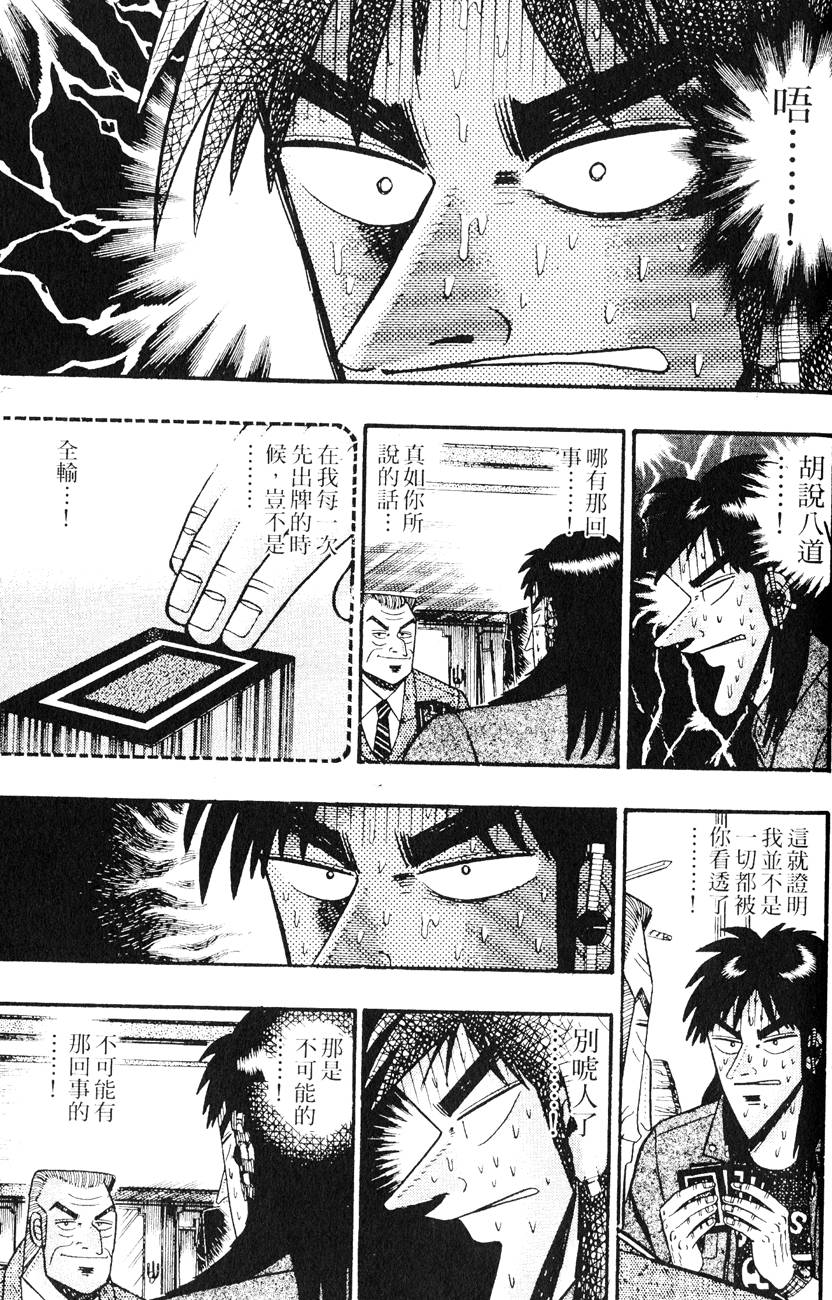 唔………！
胡說八道
………！
哪有那回
事……！
真如你所
說的話…
在我每一次
先出牌的時
候，豈不是
………
全輸…！
這就證明
我並不是
一切都被
你看透了
………！
別唬人了
………！
那是
不可能的
……！
不可能有
那回事的
……！